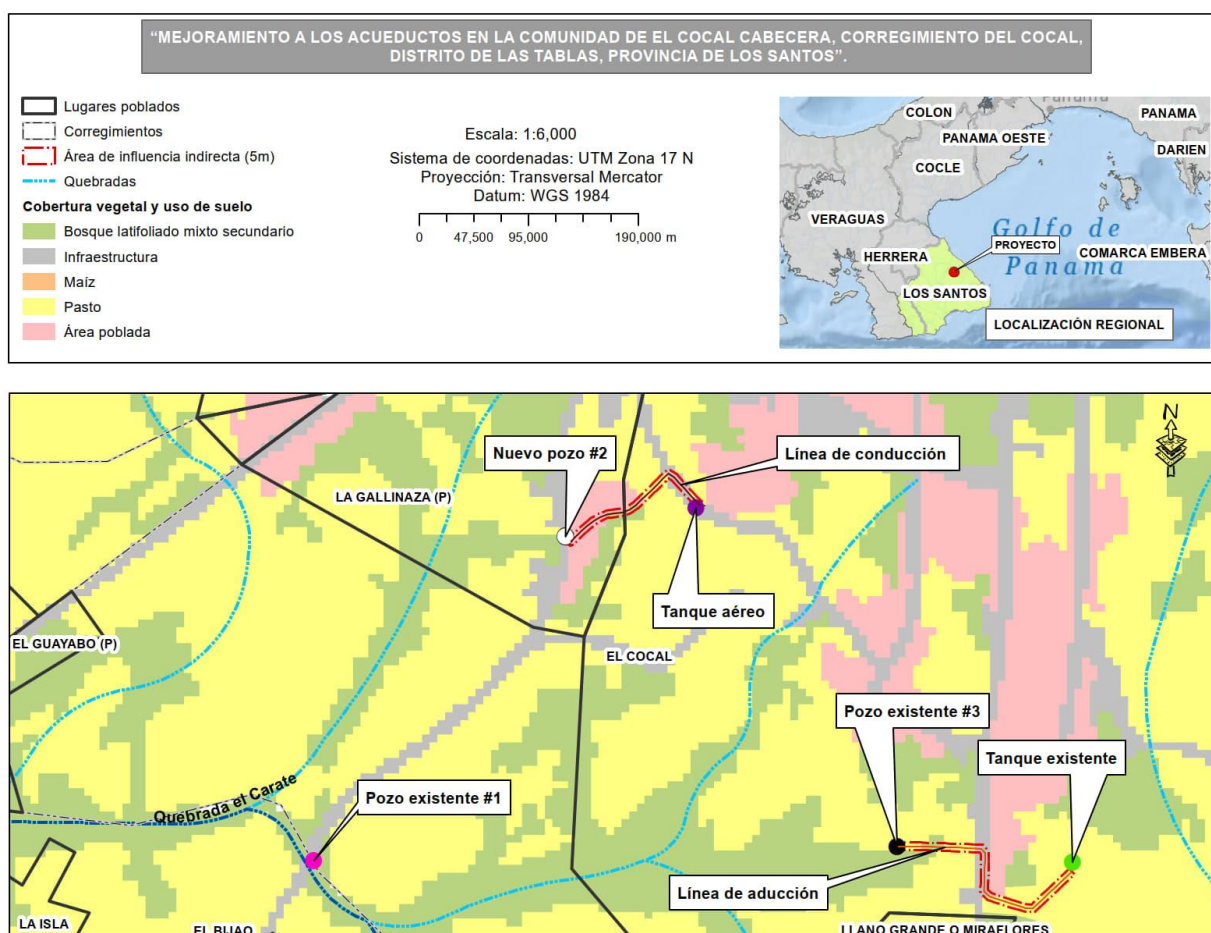 “MEJORAMIENTO A LOS ACUEDUCTOS EN LA COMUNIDAD DE EL COCAL CABECERA, CORREGIMIENTO DEL COCAL,
DISTRITO DE LAS TABLAS, PROVINCIA DE LOS SANTOS”.
Lugares poblados
Corregimientos
Área de influencia indirecta (5m)
Quebradas
Cobertura vegetal y uso de suelo
Bosque latifoliado mixto secundario
Infraestructura
Maíz
Pasto
Área poblada
Escala: 1:6,000
Sistema de coordenadas: UTM Zona 17 N
Proyección: Transversal Mercator
Datum: WGS 1984
0 47,500 95,000 190,000 m
Panama
COLON
PANAMA
PANAMA OESTE
DARIEN
COCLE
VERAGUAS
Golfo de
Panama
PROYECTO
HERRERA
COMARCA EMBERA
LOS SANTOS
LOCALIZACIÓN REGIONAL
N
Nuevo pozo #2
Línea de conducción
LA GALLINAZA (P)
Tanque aéreo
EL GUAYABO (P)
EL COCAL
Pozo existente #3
Tanque existente
Quebrada el Carate
Pozo existente #1
Línea de aducción
LA ISLA
EL BIJAO
LLANO GRANDE O MIRAFLORES